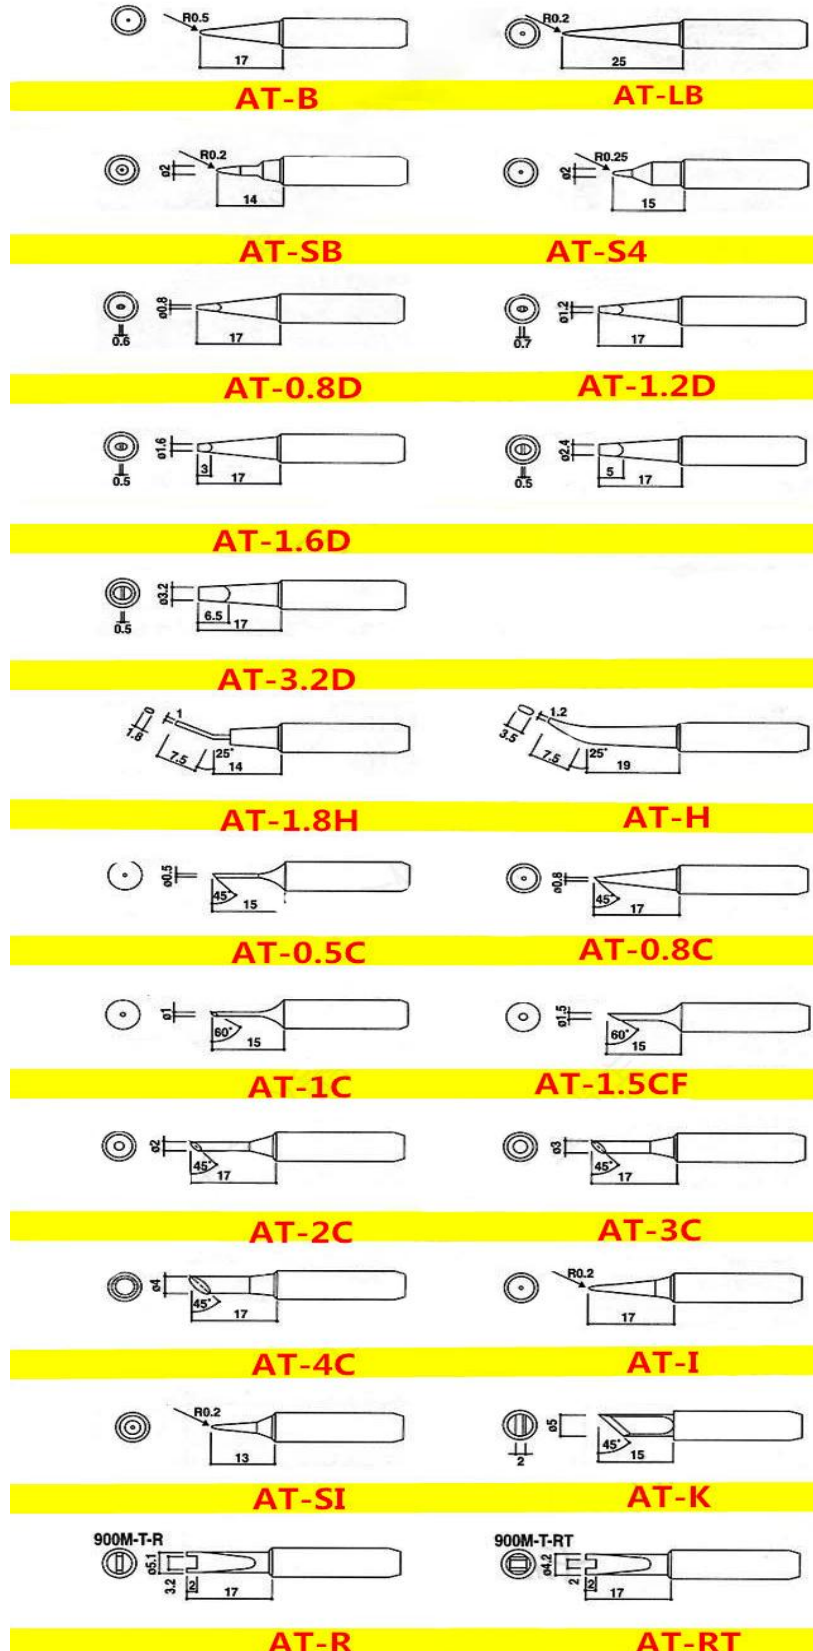 R0.5
17
R0.2
25
AT-B
AT-LB
R0.2
ø2
14
R0.25
ø2
15
AT-SB
AT-S4
ø0.8
0.6
17
ø1.2
0.7
17
AT-0.8D
AT-1.2D
ø1.6
3
0.5
17
ø2.4
5
0.5
17
AT-1.6D
ø3.2
6.5
0.5
17
AT-3.2D
1
1.8
7.5
25°
14
1.2
3.5
7.5
25°
19
AT-1.8H
AT-H
ø0.5
45°
15
ø0.8
45°
17
AT-0.5C
AT-0.8C
ø1
60°
15
ø1.5
60°
15
AT-1C
AT-1.5CF
ø2
45°
17
ø3
45°
17
AT-2C
AT-3C
ø4
45°
17
R0.2
17
AT-4C
AT-I
R0.2
13
ø5
45°
2
15
AT-SI
AT-K
900M-T-R
ø5.1
3.2
2
17
900M-T-RT
ø4.2
2
2
17
AT-R
AT-RT